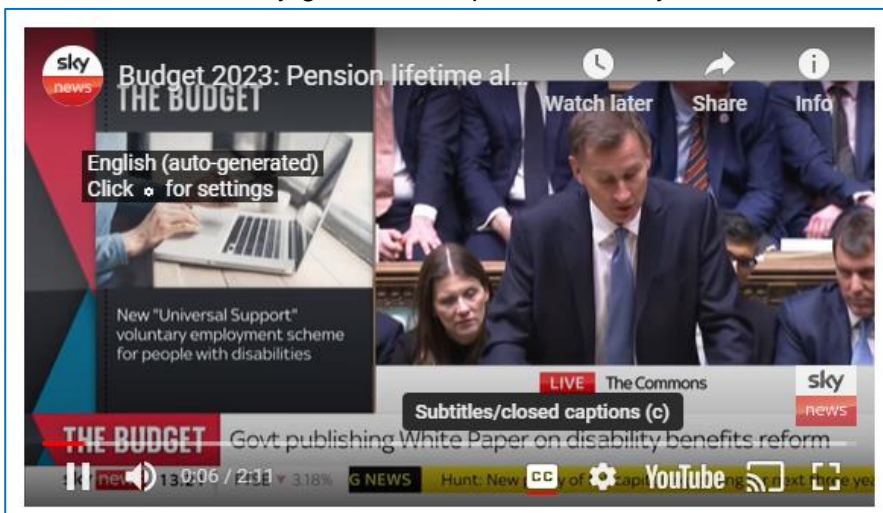 sky
news
Budget 2023: Pension lifetime al...
THE BUDGET
Watch later
Share
Info
English (auto-generated)
Click for settings
New "Universal Support"
voluntary employment scheme
for people with disabilities
LIVE The Commons
sky
news
Subtitles/closed captions (c)
THE BUDGET Govt publishing White Paper on disability benefits reform
0:06 / 2:11
3.18%
G NEWS
Hunt: New
CC
YouTube